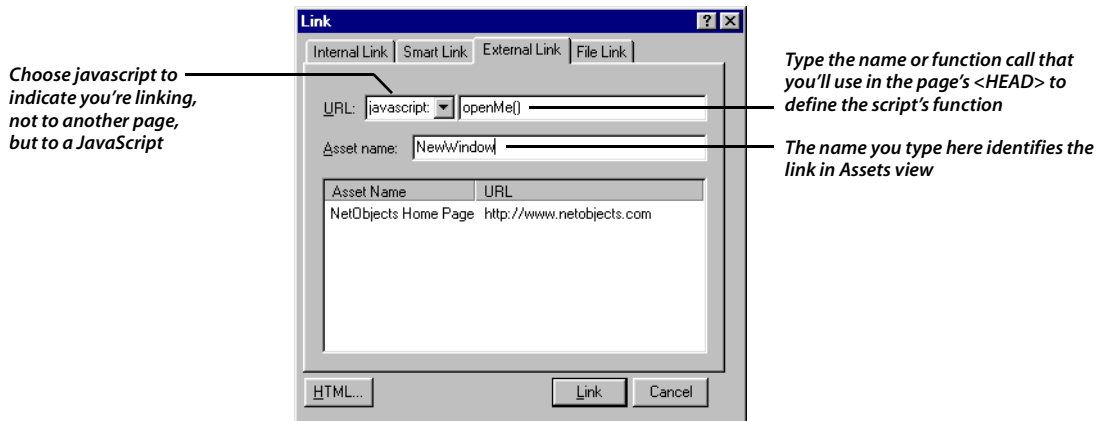 Link
Internal Link Smart Link External Link File Link
Choose javascript to
indicate you're linking,
not to another page,
but to a JavaScript
URL: javascript: openMe()
Type the name or function call that
you'll use in the page's <HEAD> to
define the script's function
Asset name: NewWindow
The name you type here identifies the
link in Assets view
Asset Name URL
NetObjects Home Page http://www.netobjects.com
HTML... Link Cancel